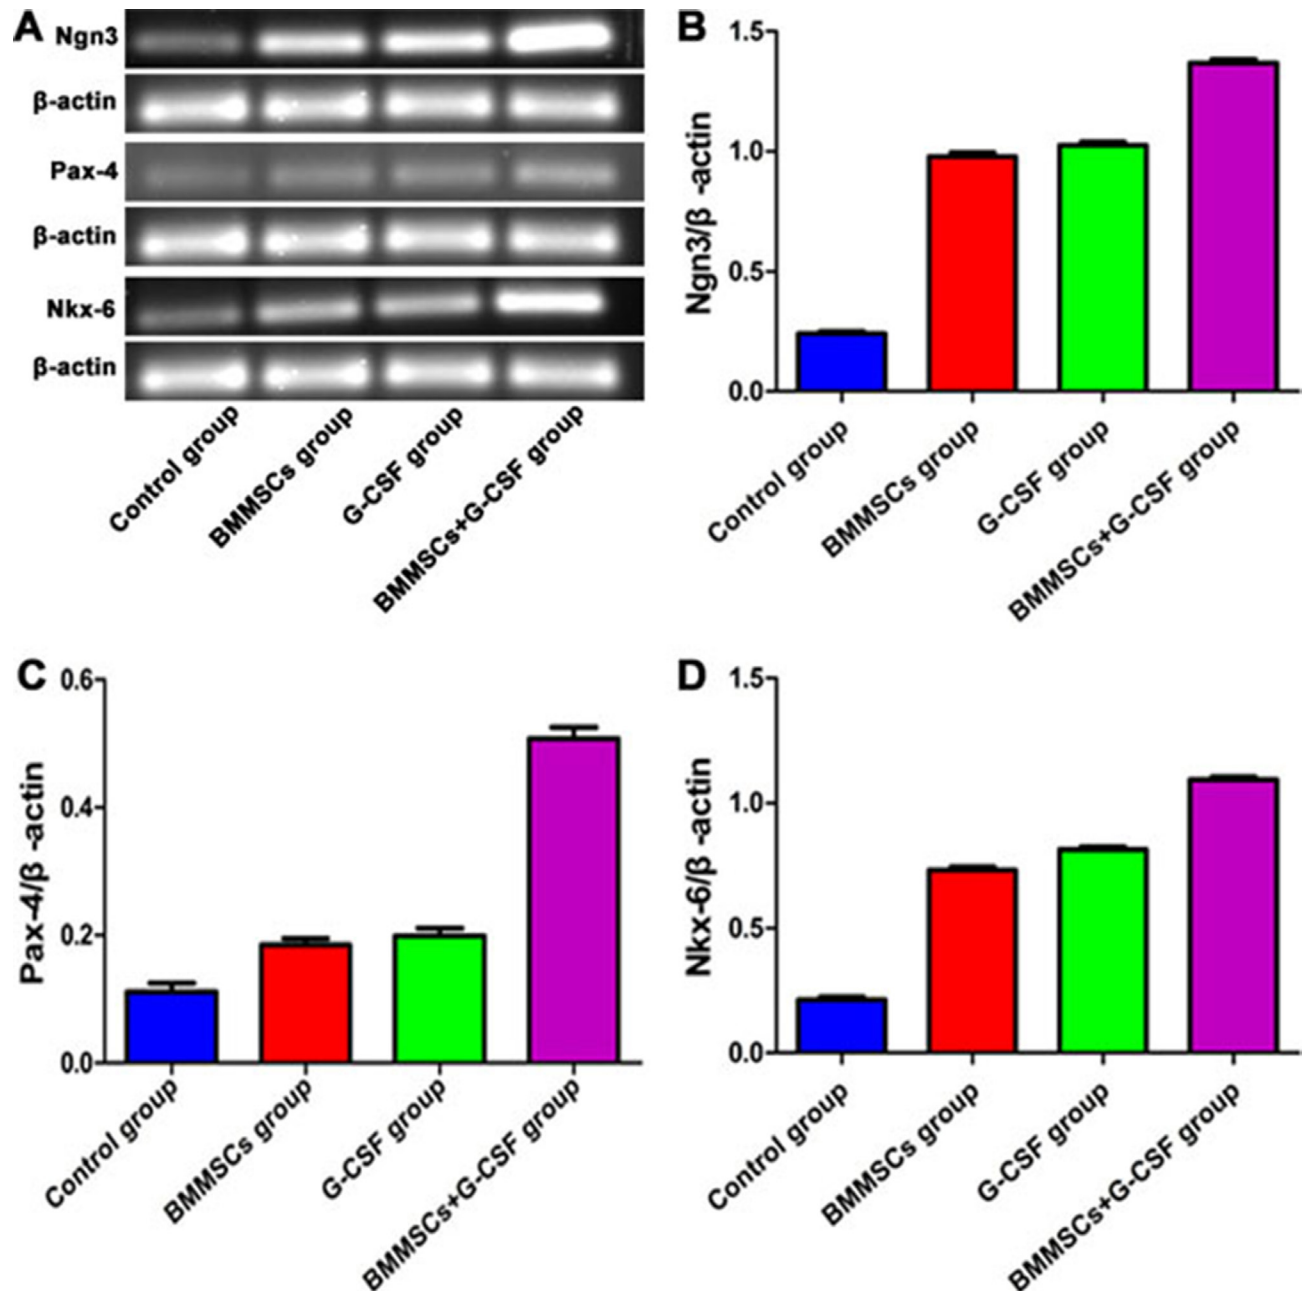 A
Ngn3
β-actin
Pax-4
β-actin
Nkx-6
β-actin
Control group
BMMSCs group
G-CSF group
BMMSCs+G-CSF group
B
Ngn3/β -actin
1.5
1.0
0.5
0.0
Control group
BMMSCs group
G-CSF group
BMMSCs+G-CSF group
C
Pax-4/β -actin
0.6
0.4
0.2
0.0
Control group
BMMSCs group
G-CSF group
BMMSCs+G-CSF group
D
Nkx-6/β -actin
1.5
1.0
0.5
0.0
Control group
BMMSCs group
G-CSF group
BMMSCs+G-CSF group